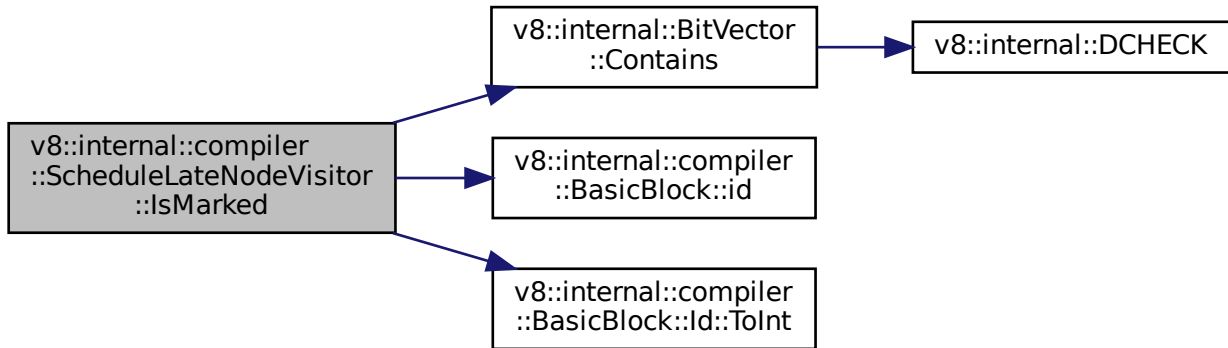 v8::internal::compiler
::ScheduleLateNodeVisitor
::IsMarked
v8::internal::BitVector
::Contains
v8::internal::DCHECK
v8::internal::compiler
::BasicBlock::id
v8::internal::compiler
::BasicBlock::Id::ToInt